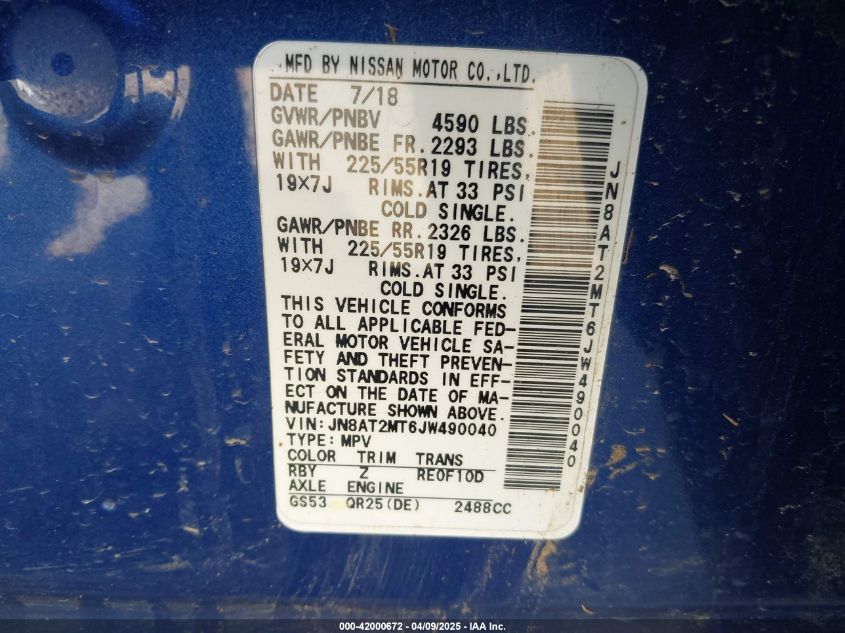 MFD BY NISSAN MOTOR CO.,LTD.
DATE 7/18
GVWR/PNBV 4590 LBS.
GAWR/PNBE FR. 2293 LBS.
WITH 225/55R19 TIRES,
19×7J RIMS.AT 33 PSI
COLD SINGLE.
GAWR/PNBE RR. 2326 LBS.
WITH 225/55R19 TIRES,
19×7J RIMS.AT 33 PSI
COLD SINGLE.
THIS VEHICLE CONFORMS
TO ALL APPLICABLE FED-
ERAL MOTOR VEHICLE SA-
FETY AND THEFT PREVEN-
TION STANDARDS IN EFF-
ECT ON THE DATE OF MA-
NUFACTURE SHOWN ABOVE.
VIN:JN8AT2MT6JW490040
TYPE:MPV
COLOR TRIM TRANS
RBY Z RE0F10D
AXLE ENGINE
GS53 QR25(DE) 2488CC
JN8AT2MT6JW490040
000-42000672 - 04/09/2025 - IAA Inc.